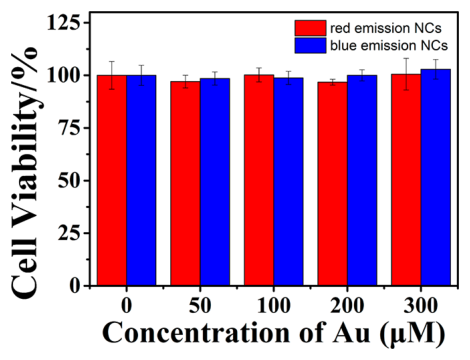 red emission NCs
blue emission NCs
Cell Viability/%
125
100
75
50
25
0
0 50 100 200 300
Concentration of Au (μM)